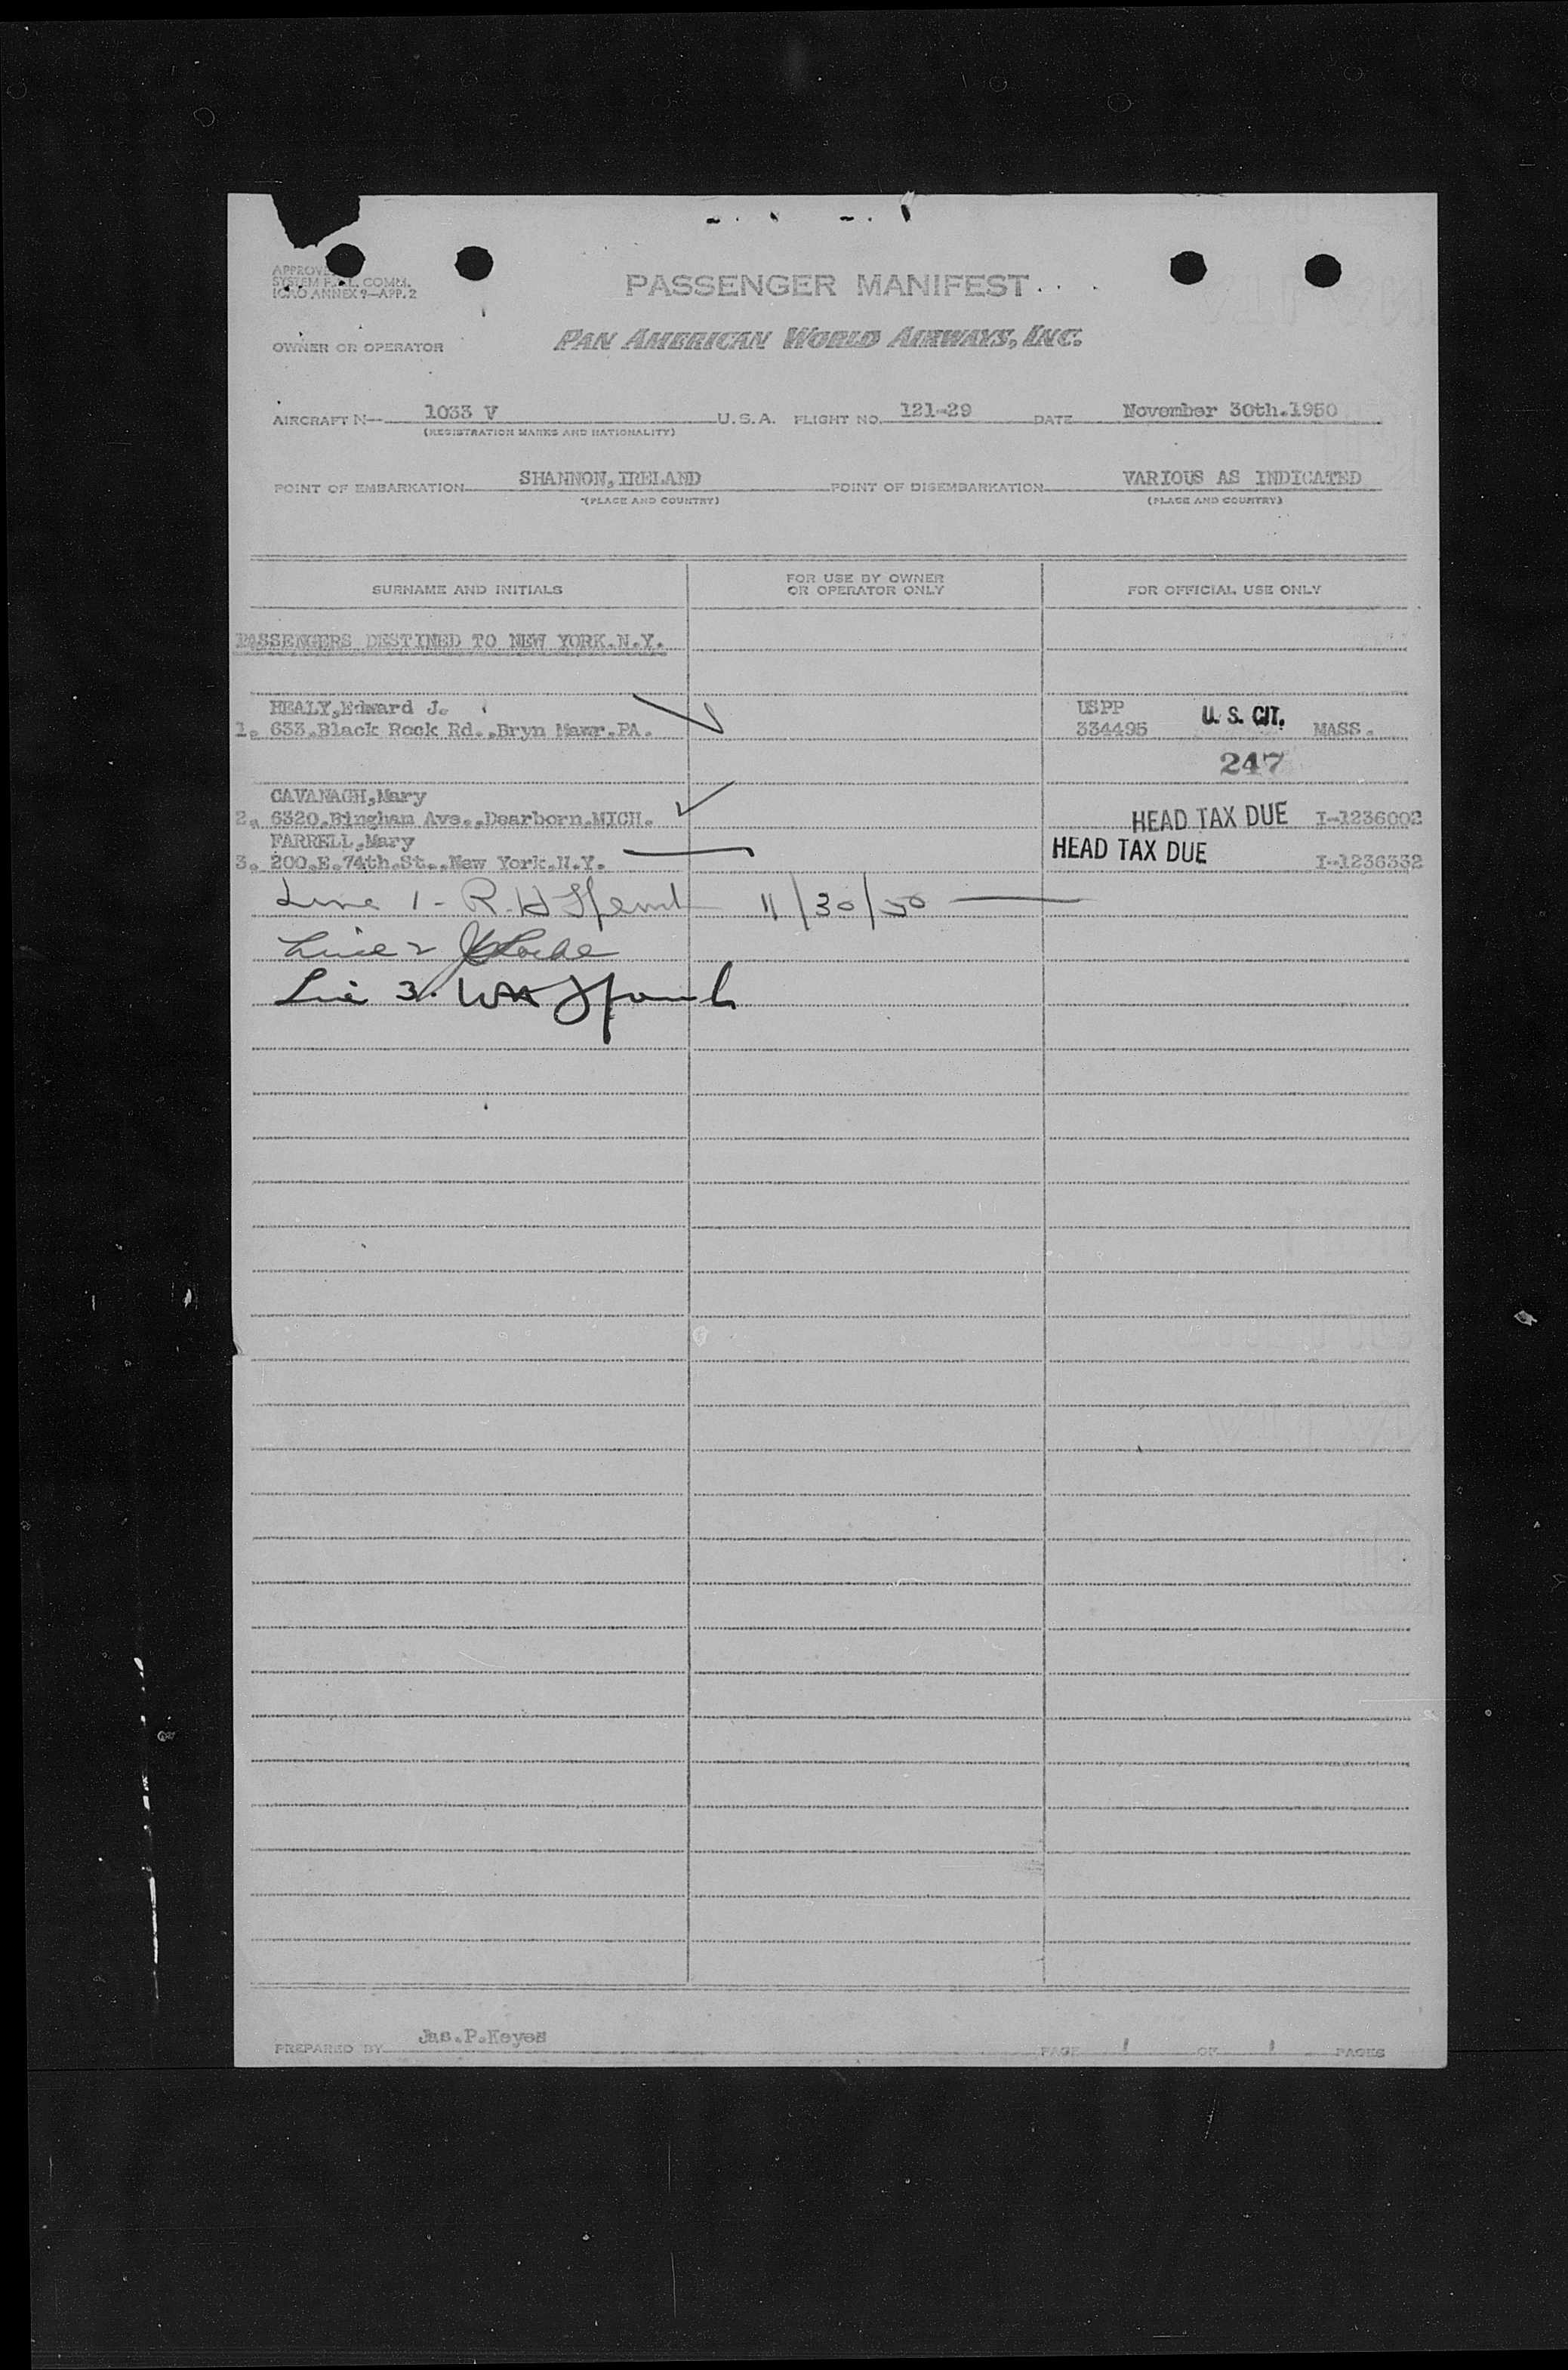 APPROVE
SYSTEM F.A.L. COMM.
ICAO ANNEX 9—APP. 2
PASSENGER MANIFEST
OWNER OR OPERATOR
PAN AMERICAN WORLD AIRWAYS, INC.
AIRCRAFT N-- 1033 V U.S.A. FLIGHT NO. 121-29 DATE November 30th.1950
(REGISTRATION MARKS AND NATIONALITY)
POINT OF EMBARKATION SHANNON, IRELAND POINT OF DISEMBARKATION VARIOUS AS INDICATED
(PLACE AND COUNTRY) (PLACE AND COUNTRY)
SURNAME AND INITIALS FOR USE BY OWNER OR OPERATOR ONLY FOR OFFICIAL USE ONLY
PASSENGERS DESTINED TO NEW YORK.N.Y.
HEALY,Edward J. USPP
1. 633.Black Rock Rd..Bryn Mawr.PA. 334495 U. S. CIT. MASS.
247
CAVANAGH,Mary
2. 6320.Bingham Ave..Dearborn.MICH. HEAD TAX DUE I-1236002
FARRELL,Mary
3. 200.E.74th.St..New York.N.Y. HEAD TAX DUE I-1236332
Line 1 - R. H 11/30/50
Line 2
Line 3.
PREPARED BY Jas.P.Keyes PAGE 1 OF 1 PAGES